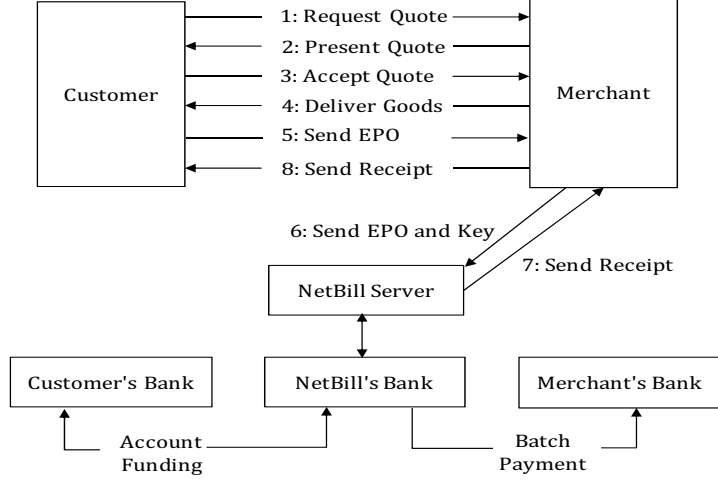 1: Request Quote
2: Present Quote
3: Accept Quote
Customer
Merchant
4: Deliver Goods
5: Send EPO
8: Send Receipt
6: Send EPO and Key
7: Send Receipt
NetBill Server
Customer's Bank
NetBill's Bank
Merchant's Bank
Account
Funding
Batch
Payment